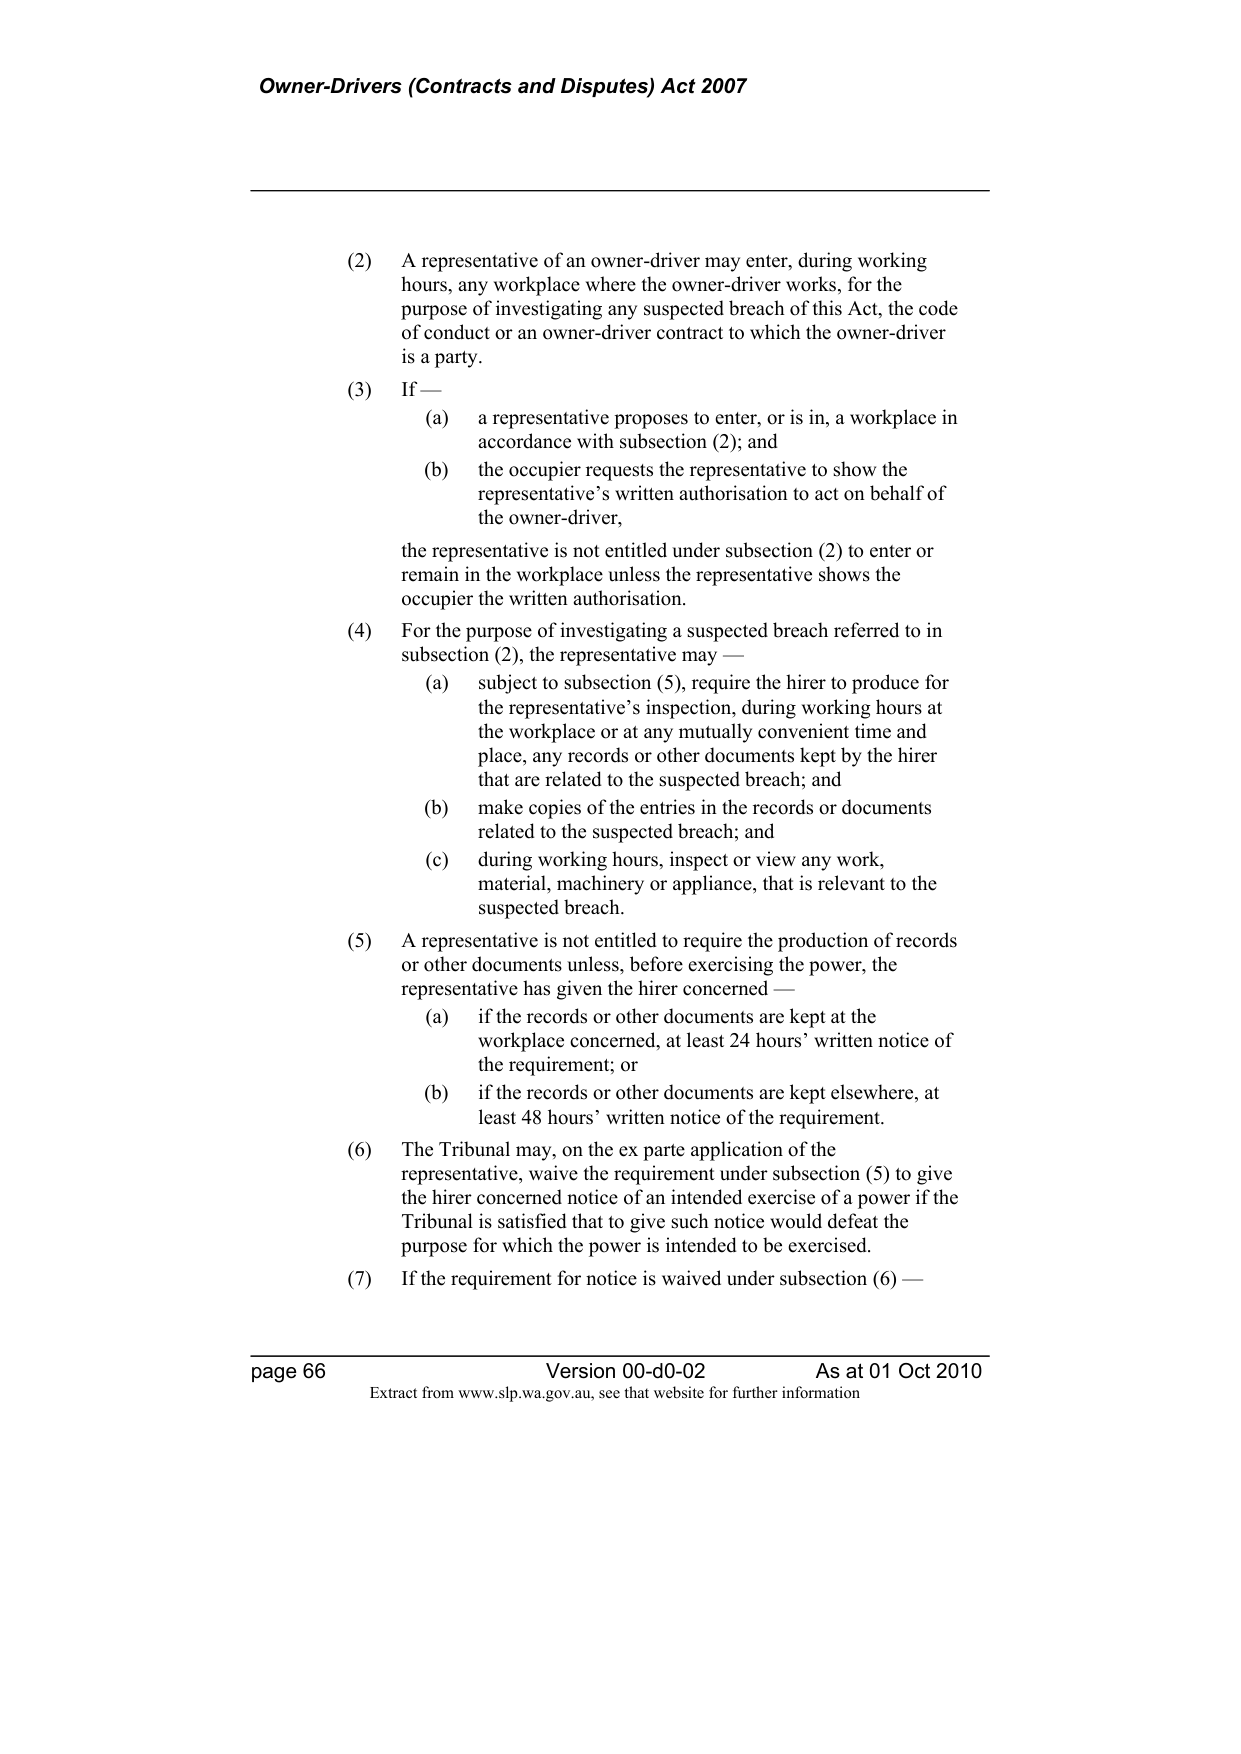 Owner-Drivers (Contracts and Disputes) Act 2007
(2) A representative of an owner-driver may enter, during working
hours, any workplace where the owner-driver works, for the
purpose of investigating any suspected breach of this Act, the code
of conduct or an owner-driver contract to which the owner-driver
is a party.
(3) If —
(a) a representative proposes to enter, or is in, a workplace in
accordance with subsection (2); and
(b) the occupier requests the representative to show the
representative’s written authorisation to act on behalf of
the owner-driver,
the representative is not entitled under subsection (2) to enter or
remain in the workplace unless the representative shows the
occupier the written authorisation.
(4) For the purpose of investigating a suspected breach referred to in
subsection (2), the representative may —
(a) subject to subsection (5), require the hirer to produce for
the representative’s inspection, during working hours at
the workplace or at any mutually convenient time and
place, any records or other documents kept by the hirer
that are related to the suspected breach; and
(b) make copies of the entries in the records or documents
related to the suspected breach; and
(c) during working hours, inspect or view any work,
material, machinery or appliance, that is relevant to the
suspected breach.
(5) A representative is not entitled to require the production of records
or other documents unless, before exercising the power, the
representative has given the hirer concerned —
(a) if the records or other documents are kept at the
workplace concerned, at least 24 hours’ written notice of
the requirement; or
(b) if the records or other documents are kept elsewhere, at
least 48 hours’ written notice of the requirement.
(6) The Tribunal may, on the ex parte application of the
representative, waive the requirement under subsection (5) to give
the hirer concerned notice of an intended exercise of a power if the
Tribunal is satisfied that to give such notice would defeat the
purpose for which the power is intended to be exercised.
(7) If the requirement for notice is waived under subsection (6) —
page 66 Version 00-d0-02 As at 01 Oct 2010
Extract from www.slp.wa.gov.au, see that website for further information